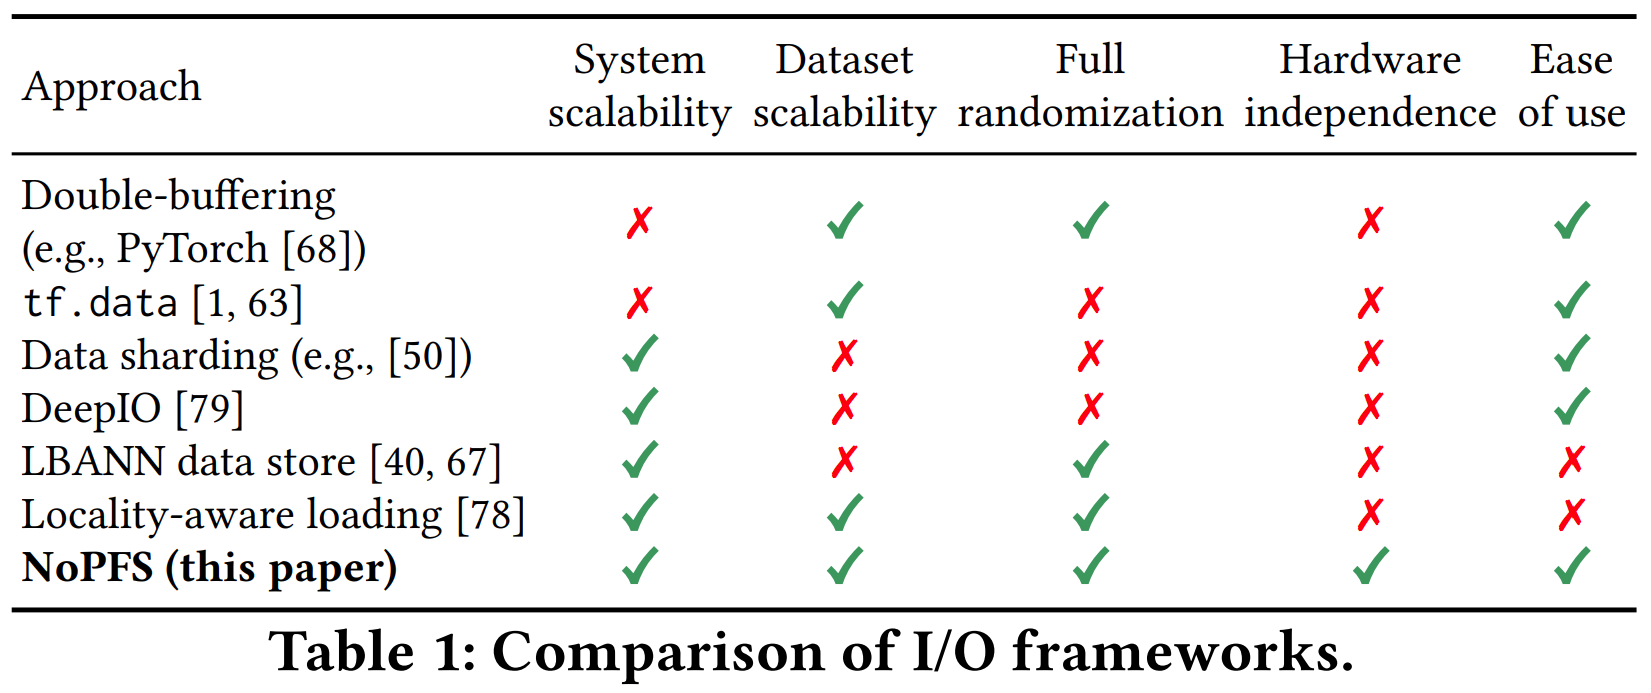 Approach System scalability Dataset scalability Full randomization Hardware independence Ease of use
Double-buffering
(e.g., PyTorch [68]) ✗ ✓ ✓ ✗ ✓
tf.data [1, 63] ✗ ✓ ✗ ✗ ✓
Data sharding (e.g., [50]) ✓ ✗ ✗ ✗ ✓
DeepIO [79] ✓ ✗ ✗ ✗ ✓
LBANN data store [40, 67] ✓ ✗ ✓ ✗ ✗
Locality-aware loading [78] ✓ ✓ ✓ ✗ ✗
NoPFS (this paper) ✓ ✓ ✓ ✓ ✓
Table 1: Comparison of I/O frameworks.